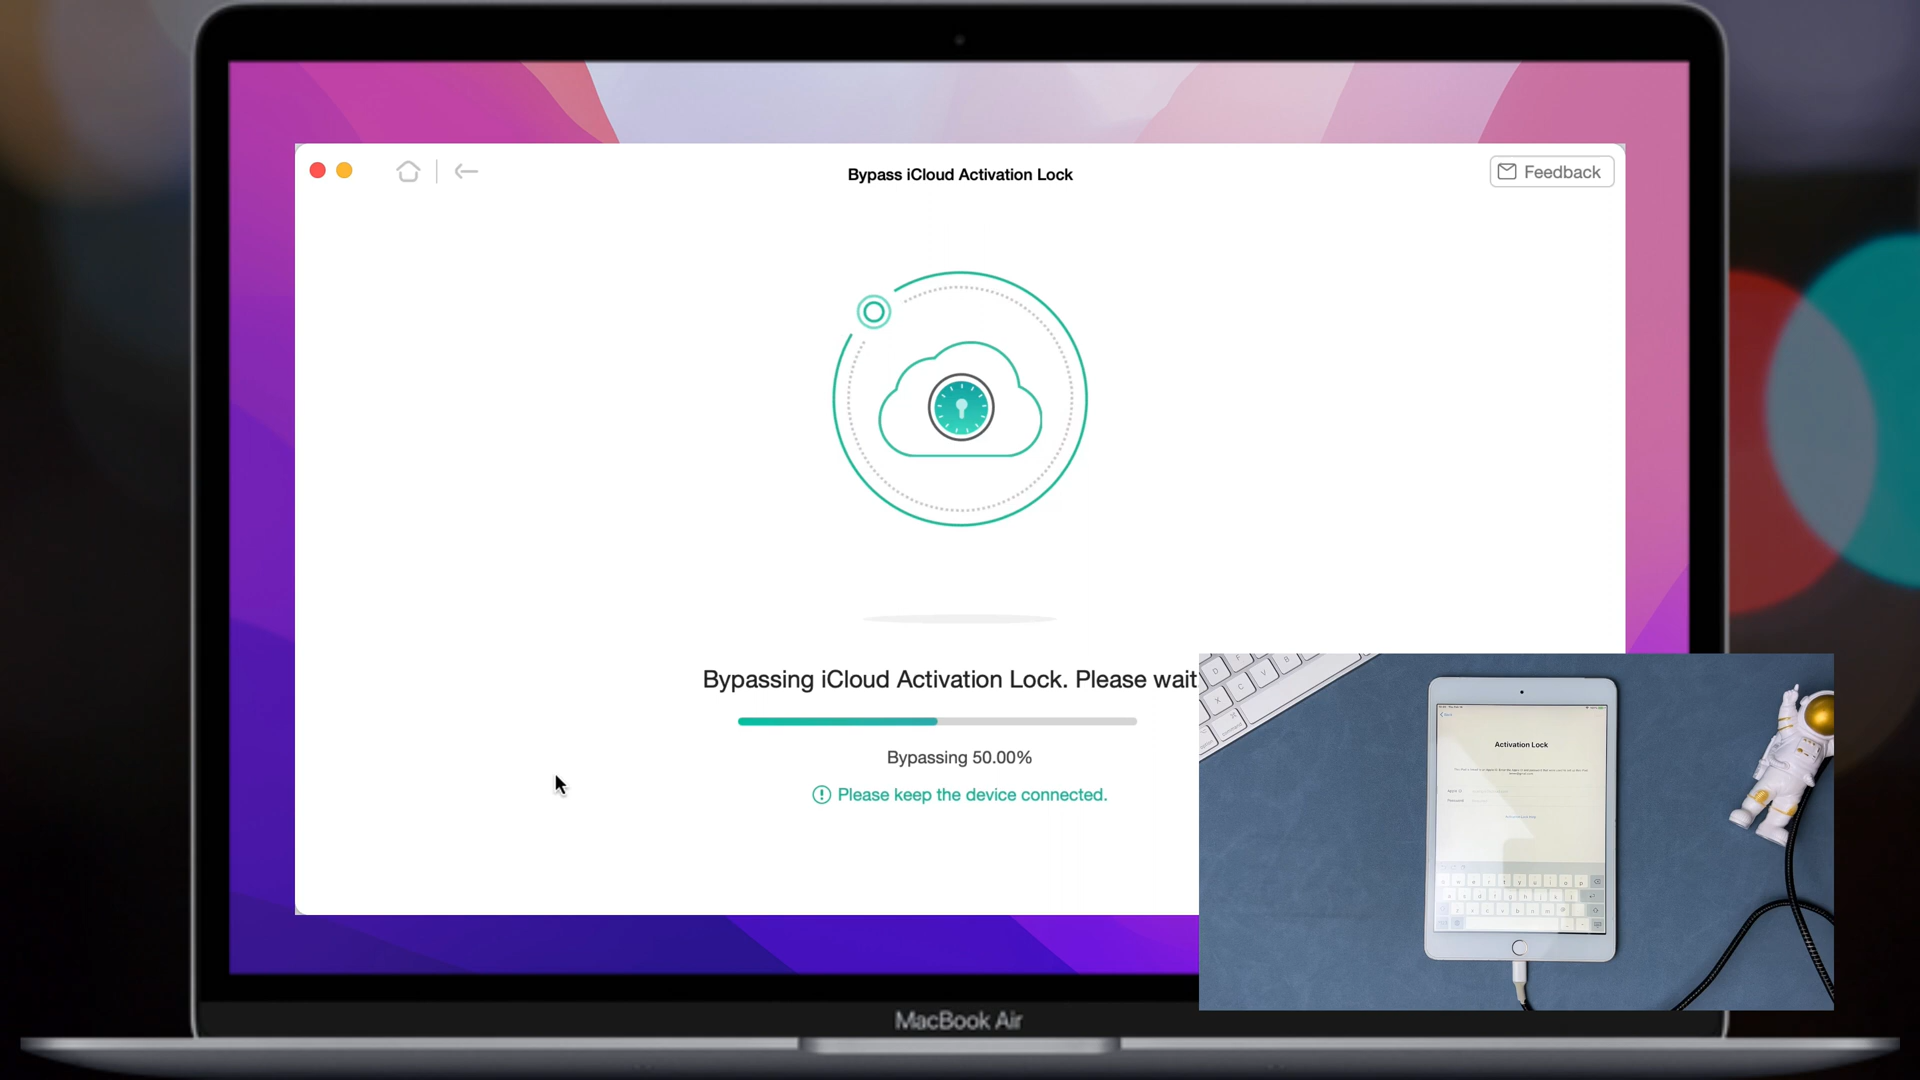 Bypass iCloud Activation Lock
Feedback
Bypassing iCloud Activation Lock. Please wait
Bypassing 50.00%
Please keep the device connected.
Activation Lock
MacBook Air